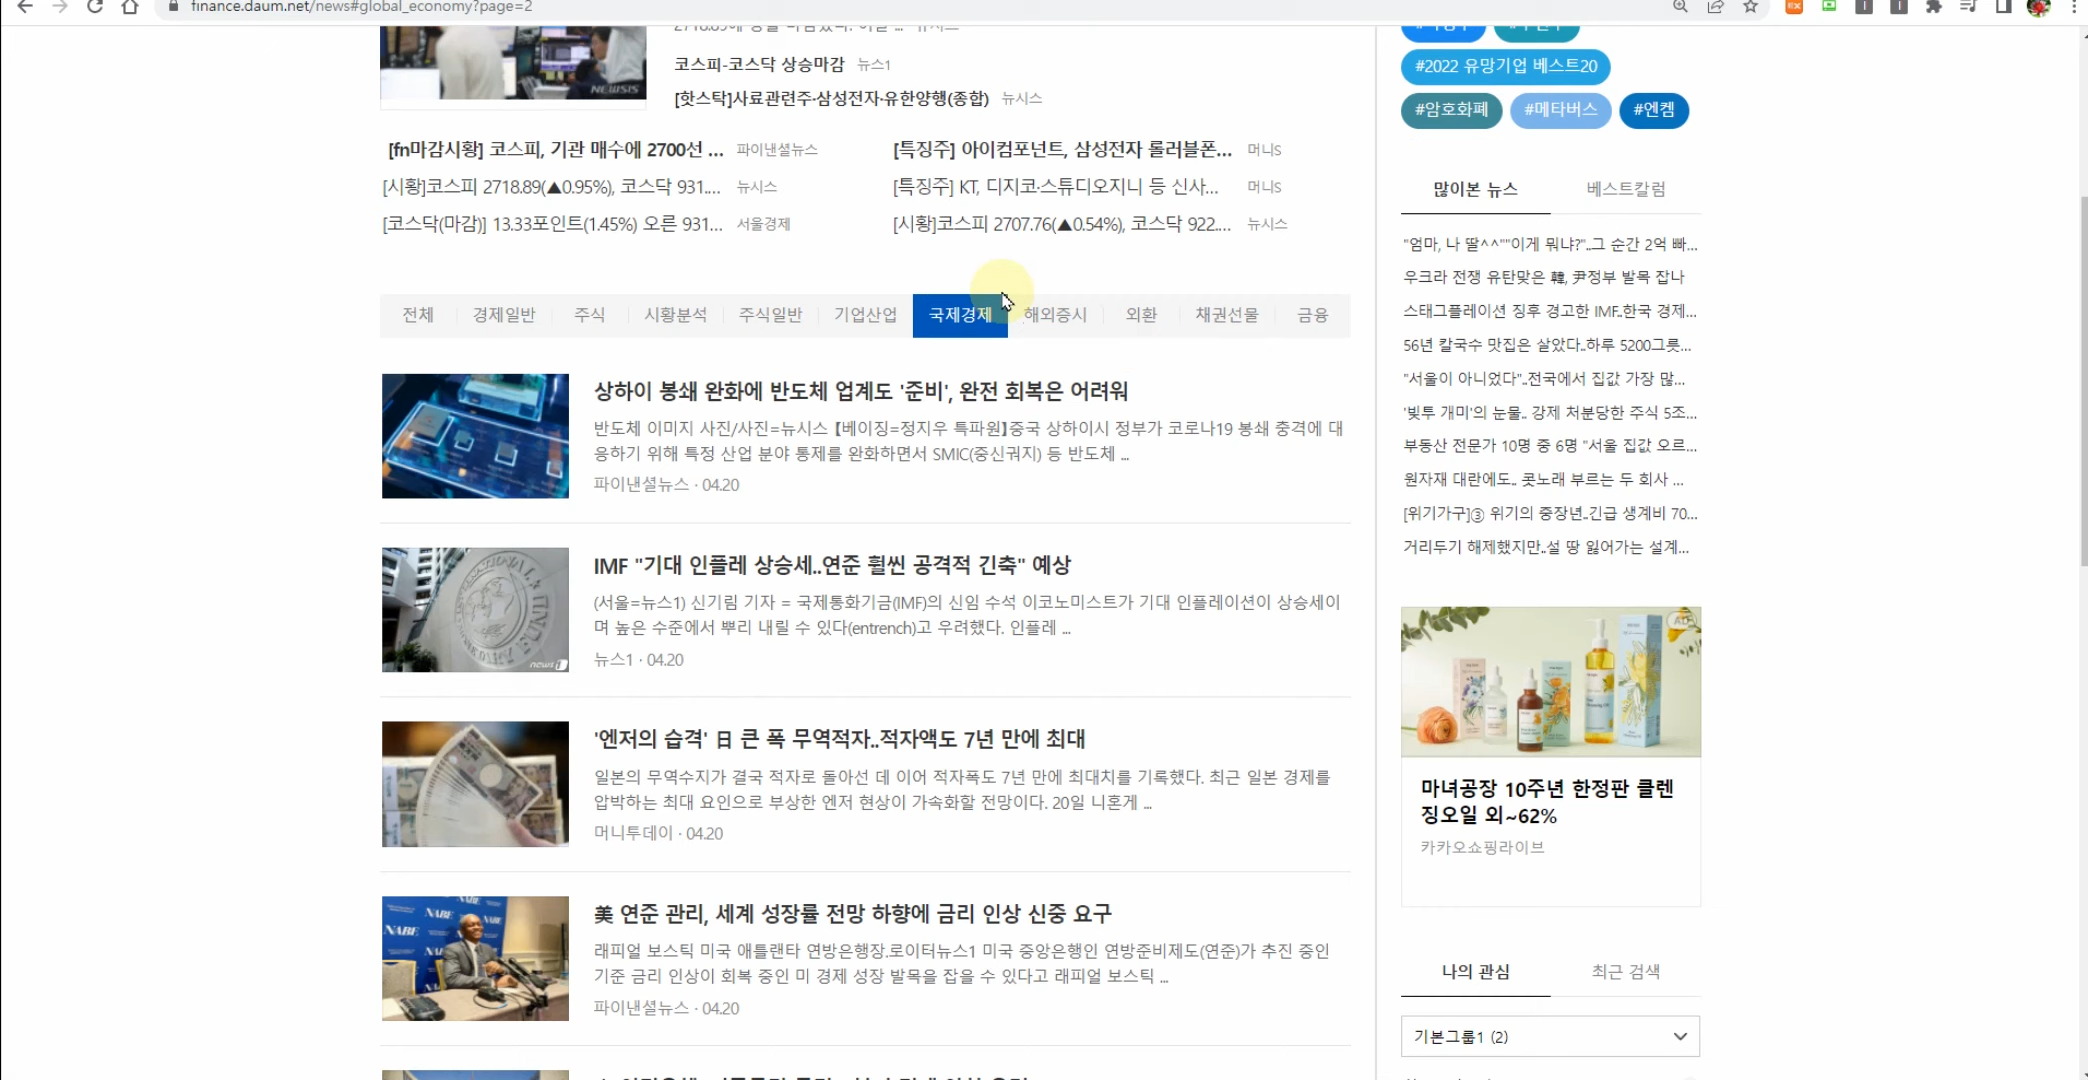 finance.daum.net/news#global_economy?page=2
코스피-코스닥 상승마감 뉴스1
[핫스탁]사료관련주·삼성전자·유한양행(종합) 뉴시스
NEWSIS
[fn마감시황] 코스피, 기관 매수에 2700선 ... 파이낸셜뉴스
[시황]코스피 2718.89(▲0.95%), 코스닥 931.... 뉴시스
[코스닥(마감)] 13.33포인트(1.45%) 오른 931... 서울경제
[특징주] 아이컴포넌트, 삼성전자 롤러블폰... 머니S
[특징주] KT, 디지코·스튜디오지니 등 신사... 머니S
[시황]코스피 2707.76(▲0.54%), 코스닥 922.... 뉴시스
전체 경제일반 주식 시황분석 주식일반 기업산업 국제경제 해외증시 외환 채권선물 금융
상하이 봉쇄 완화에 반도체 업계도 '준비', 완전 회복은 어려워
반도체 이미지 사진/사진=뉴시스【베이징=정지우 특파원】중국 상하이시 정부가 코로나19 봉쇄 충격에 대
응하기 위해 특정 산업 분야 통제를 완화하면서 SMIC(중신궈지) 등 반도체 ...
파이낸셜뉴스 · 04.20
IMF "기대 인플레 상승세..연준 훨씬 공격적 긴축" 예상
(서울=뉴스1) 신기림 기자 = 국제통화기금(IMF)의 신임 수석 이코노미스트가 기대 인플레이션이 상승세이
며 높은 수준에서 뿌리 내릴 수 있다(entrench)고 우려했다. 인플레 ...
뉴스1 · 04.20
news1
'엔저의 습격' 日 큰 폭 무역적자..적자액도 7년 만에 최대
일본의 무역수지가 결국 적자로 돌아선 데 이어 적자폭도 7년 만에 최대치를 기록했다. 최근 일본 경제를
압박하는 최대 요인으로 부상한 엔저 현상이 가속화할 전망이다. 20일 니혼게 ...
머니투데이 · 04.20
美 연준 관리, 세계 성장률 전망 하향에 금리 인상 신중 요구
래피얼 보스틱 미국 애틀랜타 연방은행장.로이터뉴스1 미국 중앙은행인 연방준비제도(연준)가 추진 중인
기준 금리 인상이 회복 중인 미 경제 성장 발목을 잡을 수 있다고 래피얼 보스틱 ...
파이낸셜뉴스 · 04.20
NABE
NABE
#2022 유망기업 베스트20
#암호화폐 #메타버스 #엔켐
많이본 뉴스 베스트칼럼
"엄마, 나 딸^^""이게 뭐냐?"..그 순간 2억 빠...
우크라 전쟁 유탄맞은 韓, 尹정부 발목 잡나
스태그플레이션 징후 경고한 IMF..한국 경제...
56년 칼국수 맛집은 살았다..하루 5200그릇...
"서울이 아니었다"..전국에서 집값 가장 많...
'빚투 개미'의 눈물.. 강제 처분당한 주식 5조...
부동산 전문가 10명 중 6명 "서울 집값 오르...
원자재 대란에도.. 콧노래 부르는 두 회사 ...
[위기가구]③ 위기의 중장년..긴급 생계비 70...
거리두기 해제했지만..설 땅 잃어가는 설계...
AD
마녀공장 10주년 한정판 클렌
징오일 외~62%
카카오쇼핑라이브
나의 관심 최근 검색
기본그룹1 (2)